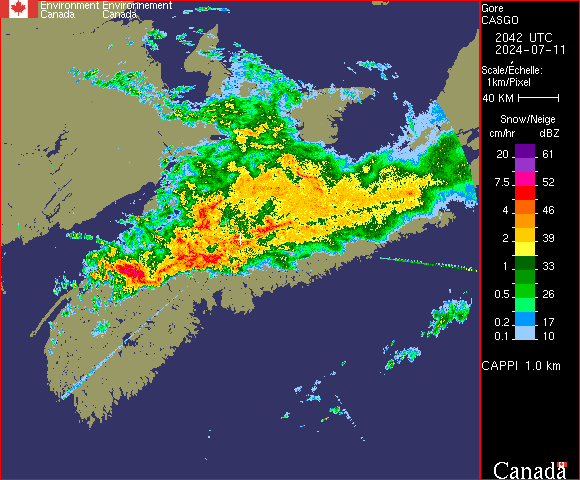 Environment Environnement
Canada Canada
Gore
CASGO
2042 UTC
2024-07-11
Scale/Échelle:
1km/Pixel
40 KM
Snow/Neige
cm/hr dBZ
20 61
7.5 52
4 46
2 39
1 33
0.5 26
0.2 17
0.1 10
CAPPI 1.0 km
Canada